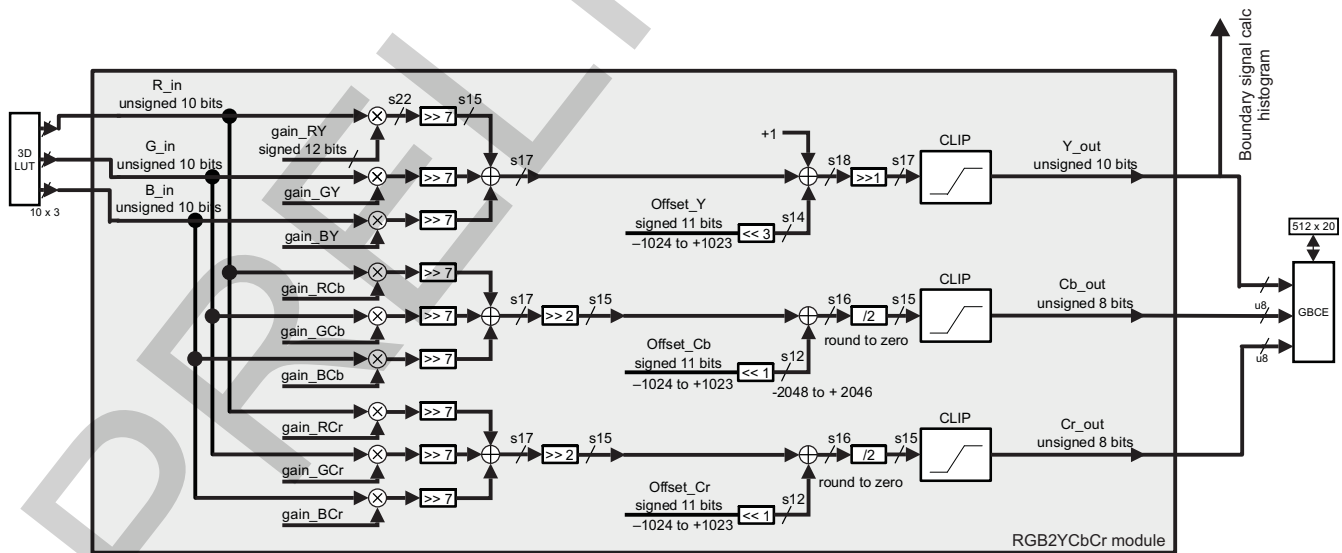 Boundary signal calc
histogram
R_in
unsigned 10 bits
s22
>> 7
s15
3D
LUT
10 x 3
gain_RY
signed 12 bits
G_in
unsigned 10 bits
>> 7
s17
gain_GY
B_in
unsigned 10 bits
>> 7
gain_BY
+1
s18
>>1
s17
CLIP
Y_out
unsigned 10 bits
Offset_Y
signed 11 bits
–1024 to +1023
<< 3
s14
512 x 20
GBCE
u8
u8
>> 7
gain_RCb
>> 7
s17
>> 2
s15
gain_GCb
>> 7
gain_BCb
s16
/2
s15
round to zero
CLIP
Cb_out
unsigned 8 bits
Offset_Cb
signed 11 bits
–1024 to +1023
<< 1
s12
-2048 to + 2046
>> 7
gain_RCr
>> 7
s17
>> 2
s15
gain_GCr
>> 7
gain_BCr
s16
/2
s15
round to zero
CLIP
Cr_out
unsigned 8 bits
Offset_Cr
signed 11 bits
–1024 to +1023
<< 1
s12
RGB2YCbCr module
PRELI